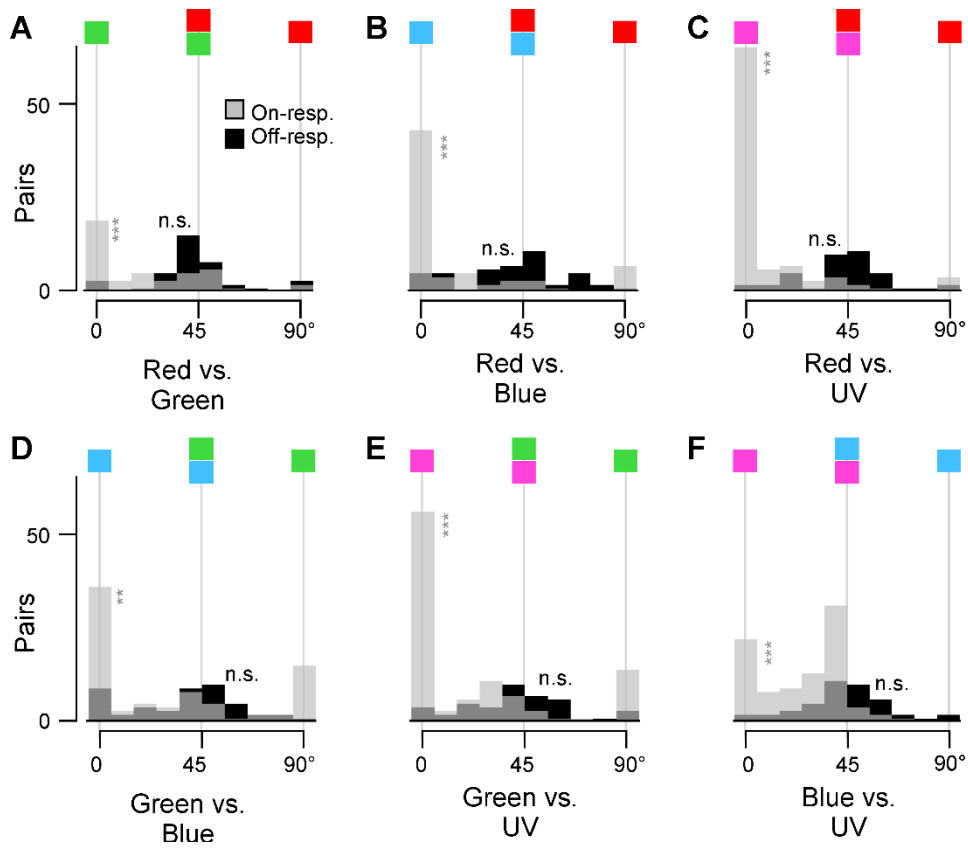 A
B
C
***
***
***
50
On-resp.
Off-resp.
Pairs
n.s.
n.s.
n.s.
0
0 45 90°
0 45 90°
0 45 90°
Red vs.
Green
Red vs.
Blue
Red vs.
UV
D
E
F
50
***
**
***
Pairs
n.s.
n.s.
n.s.
0
0 45 90°
0 45 90°
0 45 90°
Green vs.
Blue
Green vs.
UV
Blue vs.
UV